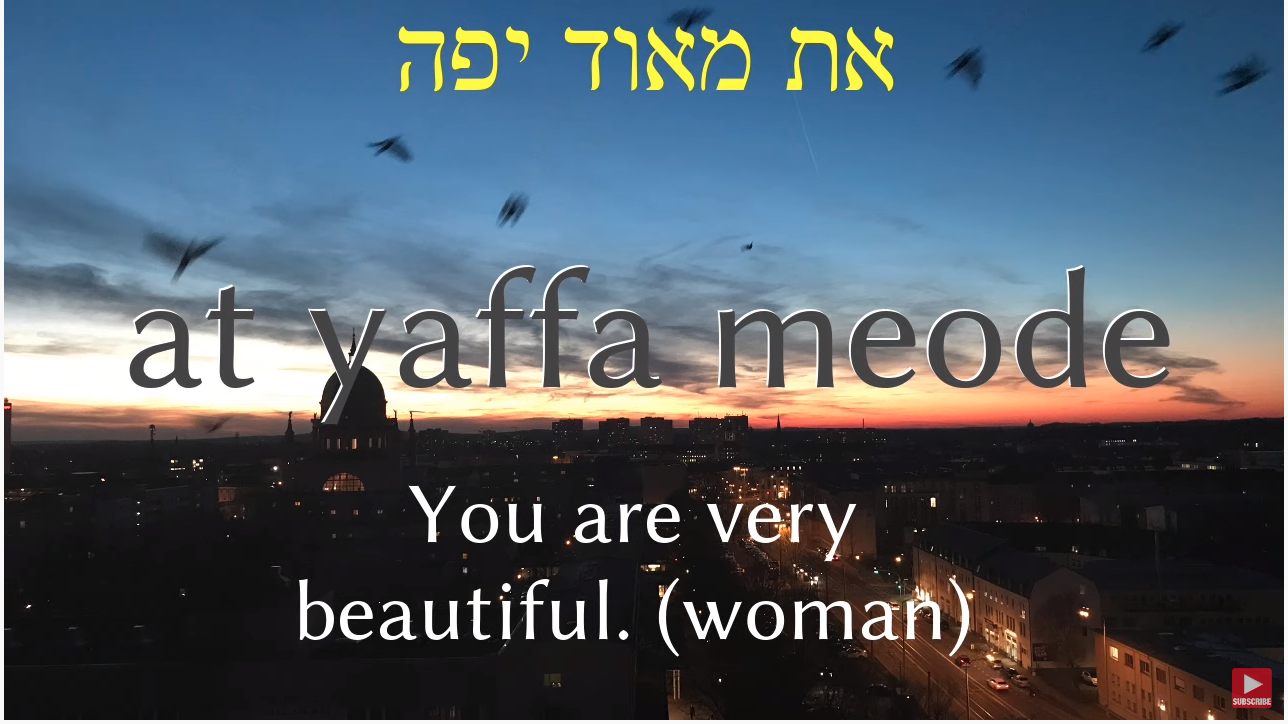 את מאוד יפה
at yaffa meode
You are very
beautiful. (woman)
SUBSCRIBE